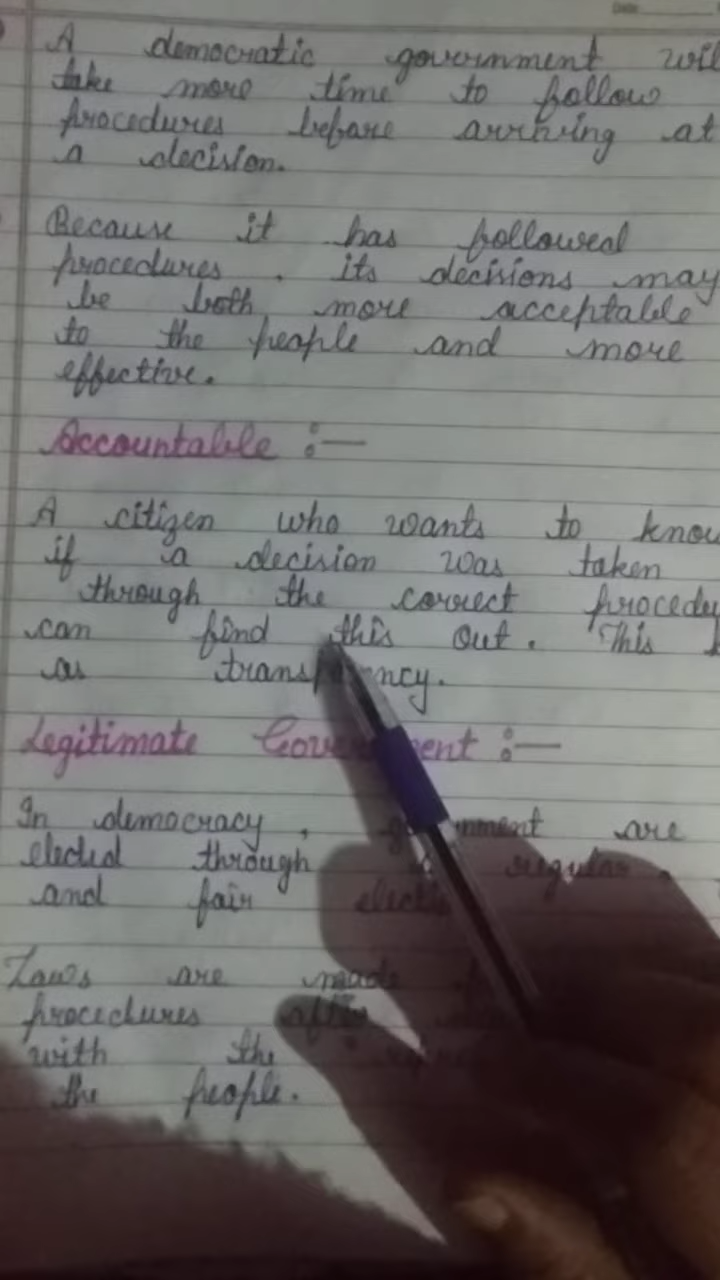 A democratic government will
take more time to follow
procedures before arriving at
a decision.
Because it has followed
procedures, its decisions may
be both more acceptable
to the people and more
effective.
Accountable :—
A citizen who wants to know
if a decision was taken
through the correct
can find this out. This
as transparency.
Legitimate Government :—
In democracy, government are
elected through regular,
and fair
Laws are made
procedures after
with the
the people.